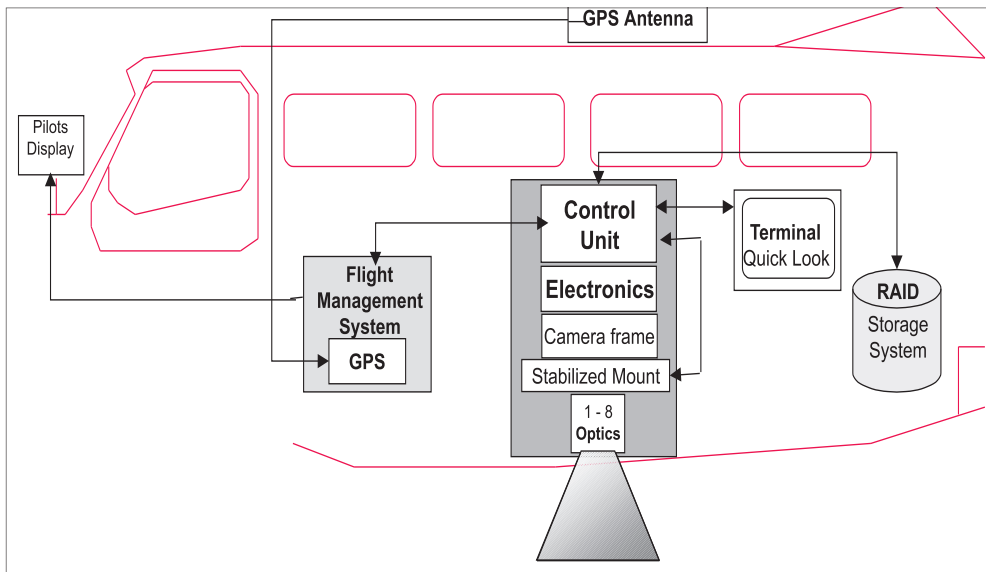 GPS Antenna
Pilots
Display
Control
Unit
Terminal
Quick Look
Flight
Management
System
GPS
Electronics
Camera frame
Stabilized Mount
1 - 8
Optics
RAID
Storage
System